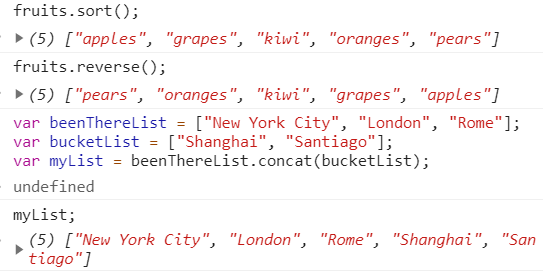 fruits.sort();
(5) ["apples", "grapes", "kiwi", "oranges", "pears"]
fruits.reverse();
(5) ["pears", "oranges", "kiwi", "grapes", "apples"]
var beenThereList = ["New York City", "London", "Rome"];
var bucketList = ["Shanghai", "Santiago"];
var myList = beenThereList.concat(bucketList);
undefined
myList;
(5) ["New York City", "London", "Rome", "Shanghai", "San
tiago"]